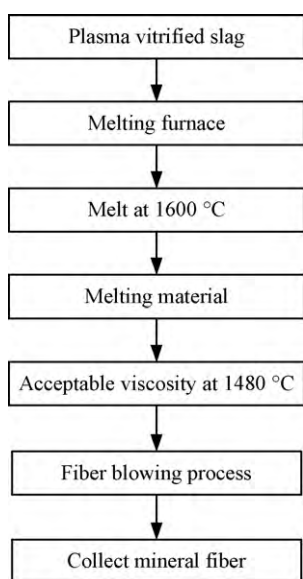 Plasma vitrified slag
Melting furnace
Melt at 1600 °C
Melting material
Acceptable viscosity at 1480 °C
Fiber blowing process
Collect mineral fiber